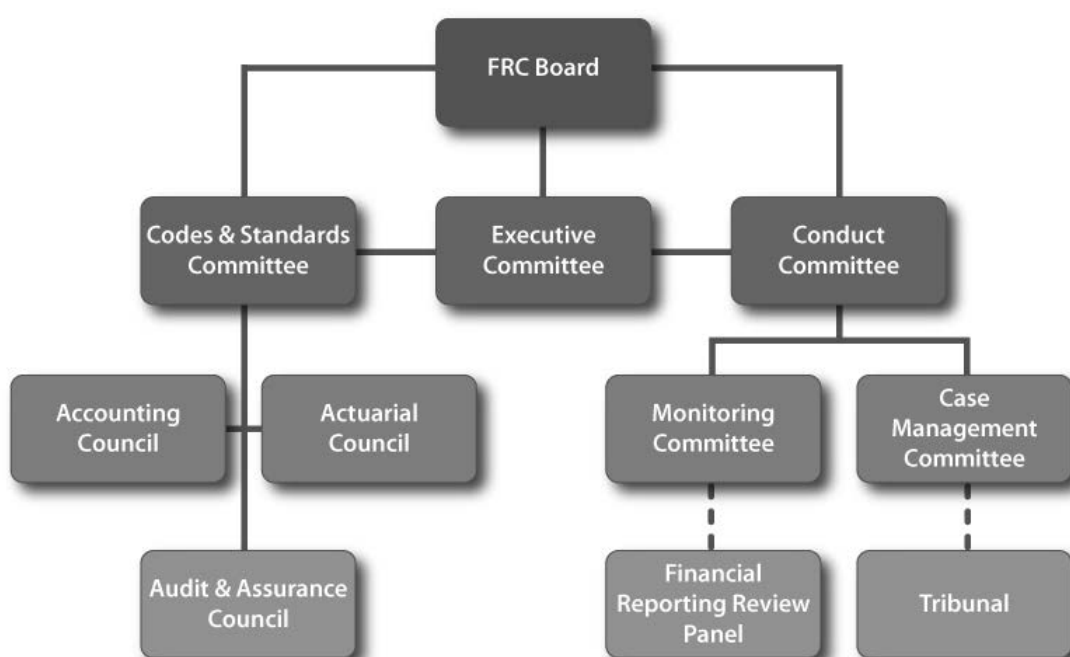 FRC Board
Codes & Standards
Committee
Executive
Committee
Conduct
Committee
Accounting
Council
Actuarial
Council
Monitoring
Committee
Case
Management
Committee
Audit & Assurance
Council
Financial
Reporting Review
Panel
Tribunal